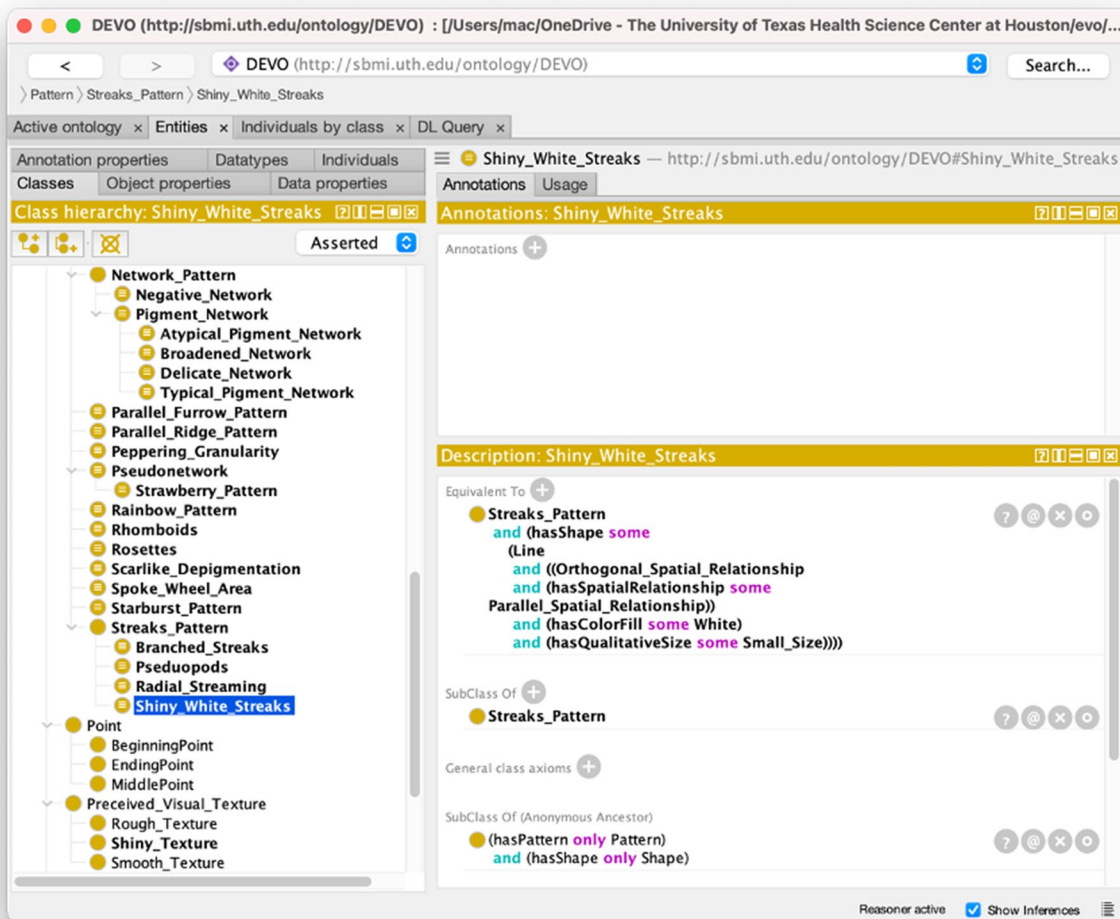 DEVO (http://sbmi.uth.edu/ontology/DEVO) : [/Users/mac/OneDrive - The University of Texas Health Science Center at Houston/evo/...
< > DEVO (http://sbmi.uth.edu/ontology/DEVO) Search...
Pattern Streaks_Pattern Shiny_White_Streaks
Active ontology × Entities × Individuals by class × DL Query ×
Annotation properties Datatypes Individuals
Classes Object properties Data properties
Class hierarchy: Shiny_White_Streaks
Asserted
Network_Pattern
Negative_Network
Pigment_Network
Atypical_Pigment_Network
Broadened_Network
Delicate_Network
Typical_Pigment_Network
Parallel_Furrow_Pattern
Parallel_Ridge_Pattern
Peppering_Granularity
Pseudonetwork
Strawberry_Pattern
Rainbow_Pattern
Rhomboids
Rosettes
Scarlike_Depigmentation
Spoke_Wheel_Area
Starburst_Pattern
Streaks_Pattern
Branched_Streaks
Pseduopods
Radial_Streaming
Shiny_White_Streaks
Point
BeginningPoint
EndingPoint
MiddlePoint
Preceived_Visual_Texture
Rough_Texture
Shiny_Texture
Smooth_Texture
Shiny_White_Streaks — http://sbmi.uth.edu/ontology/DEVO#Shiny_White_Streaks
Annotations Usage
Annotations: Shiny_White_Streaks
Annotations
Description: Shiny_White_Streaks
Equivalent To
Streaks_Pattern
and (hasShape some
(Line
and ((Orthogonal_Spatial_Relationship
and (hasSpatialRelationship some
Parallel_Spatial_Relationship))
and (hasColorFill some White)
and (hasQualitativeSize some Small_Size))))
SubClass Of
Streaks_Pattern
General class axioms
SubClass Of (Anonymous Ancestor)
(hasPattern only Pattern)
and (hasShape only Shape)
Reasoner active Show Inferences